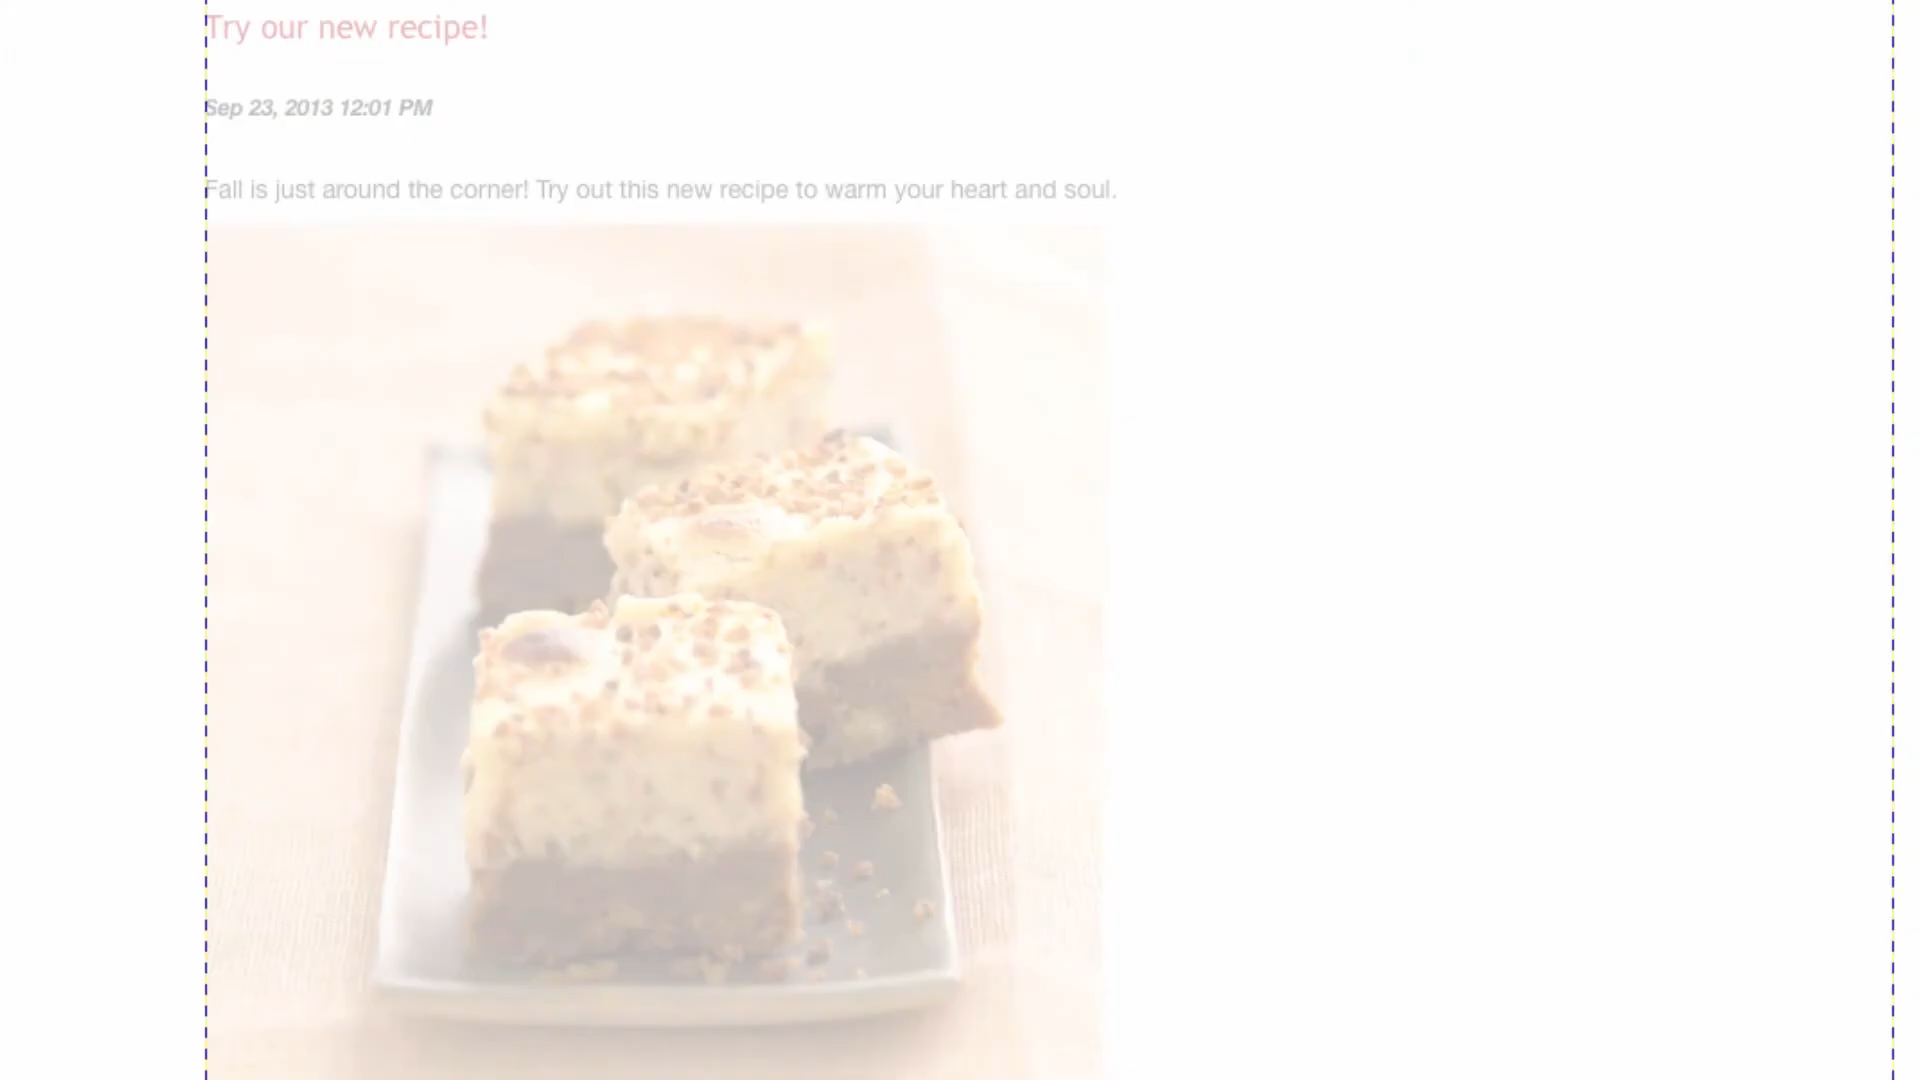 Try our new recipe!
Sep 23, 2013 12:01 PM
Fall is just around the corner! Try out this new recipe to warm your heart and soul.